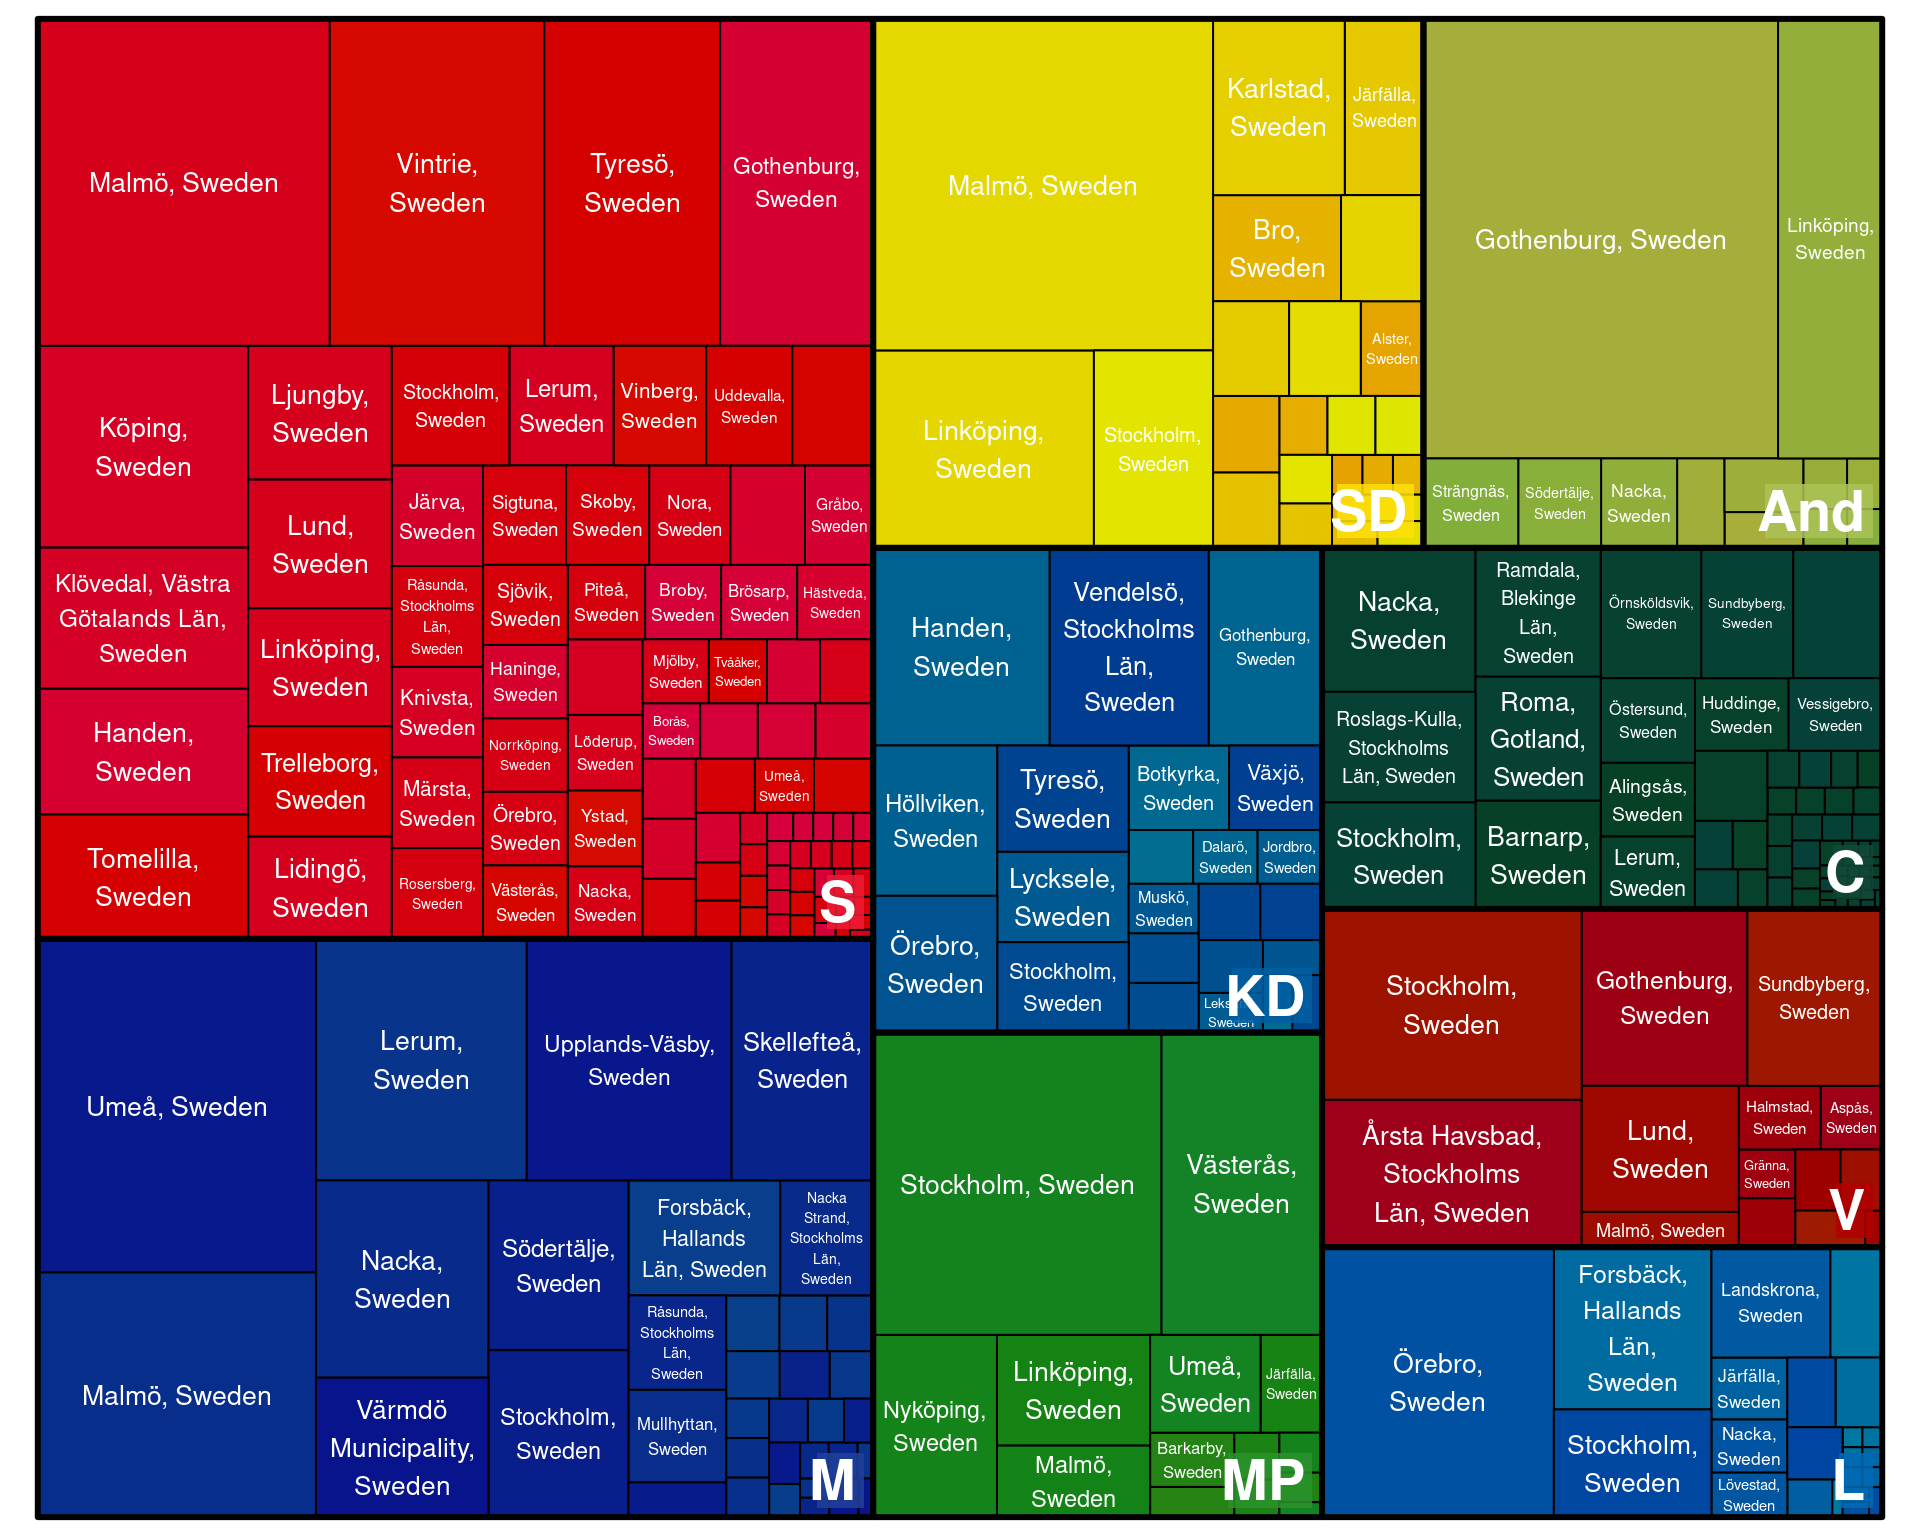 Malmö, Sweden
Vintrie,
Sweden
Tyresö,
Sweden
Gothenburg,
Sweden
Köping,
Sweden
Ljungby,
Sweden
Stockholm,
Sweden
Lerum,
Sweden
Vinberg,
Sweden
Uddevalla,
Sweden
Klövedal, Västra
Götalands Län,
Sweden
Handen,
Sweden
Tomelilla,
Sweden
Lund,
Sweden
Linköping,
Sweden
Trelleborg,
Sweden
Lidingö,
Sweden
Järva,
Sweden
Sigtuna,
Sweden
Skoby,
Sweden
Nora,
Sweden
Gråbo,
Sweden
Råsunda,
Stockholms
Län,
Sweden
Sjövik,
Sweden
Piteå,
Sweden
Broby,
Sweden
Brösarp,
Sweden
Hästveda,
Sweden
Knivsta,
Sweden
Haninge,
Sweden
Mjölby,
Sweden
Tvååker,
Sweden
Borås,
Sweden
Märsta,
Sweden
Norrköping,
Sweden
Löderup,
Sweden
Umeå,
Sweden
Örebro,
Sweden
Ystad,
Sweden
Rosersberg,
Sweden
Västerås,
Sweden
Nacka,
Sweden
S
Malmö, Sweden
Karlstad,
Sweden
Järfälla,
Sweden
Bro,
Sweden
Alster,
Sweden
Linköping,
Sweden
Stockholm,
Sweden
SD
Gothenburg, Sweden
Linköping,
Sweden
Strängnäs,
Sweden
Södertälje,
Sweden
Nacka,
Sweden
And
Handen,
Sweden
Vendelsö,
Stockholms
Län,
Sweden
Gothenburg,
Sweden
Höllviken,
Sweden
Tyresö,
Sweden
Botkyrka,
Sweden
Växjö,
Sweden
Dalarö,
Sweden
Jordbro,
Sweden
Örebro,
Sweden
Lycksele,
Sweden
Muskö,
Sweden
Stockholm,
Sweden
Sweden
KD
Nacka,
Sweden
Ramdala,
Blekinge
Län,
Sweden
Örnsköldsvik,
Sweden
Sundbyberg,
Sweden
Roslags-Kulla,
Stockholms
Län, Sweden
Roma,
Gotland,
Sweden
Östersund,
Sweden
Huddinge,
Sweden
Vessigebro,
Sweden
Alingsås,
Sweden
Stockholm,
Sweden
Barnarp,
Sweden
Lerum,
Sweden
C
Umeå, Sweden
Lerum,
Sweden
Upplands-Väsby,
Sweden
Skellefteå,
Sweden
Malmö, Sweden
Nacka,
Sweden
Värmdö
Municipality,
Sweden
Södertälje,
Sweden
Stockholm,
Sweden
Forsbäck,
Hallands
Län, Sweden
Nacka
Strand,
Stockholms
Län,
Sweden
Råsunda,
Stockholms
Län,
Sweden
Mullhyttan,
Sweden
M
Stockholm, Sweden
Västerås,
Sweden
Nyköping,
Sweden
Linköping,
Sweden
Malmö,
Sweden
Umeå,
Sweden
Järfälla,
Sweden
Barkarby,
Sweden
MP
Stockholm,
Sweden
Gothenburg,
Sweden
Sundbyberg,
Sweden
Årsta Havsbad,
Stockholms
Län, Sweden
Lund,
Sweden
Malmö, Sweden
Halmstad,
Sweden
Aspås,
Sweden
Gränna,
Sweden
V
Örebro,
Sweden
Forsbäck,
Hallands
Län,
Sweden
Stockholm,
Sweden
Landskrona,
Sweden
Järfälla,
Sweden
Nacka,
Sweden
Lövestad,
Sweden
L